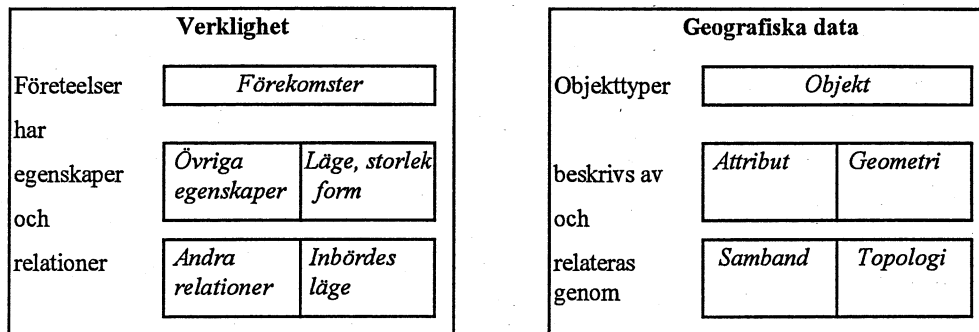 Verklighet
Företeelser
Förekomster
har
egenskaper
Övriga
egenskaper
Läge, storlek
form
och
relationer
Andra
relationer
Inbördes
läge
Geografiska data
Objekttyper
Objekt
beskrivs av
Attribut
Geometri
och
relateras
genom
Samband
Topologi